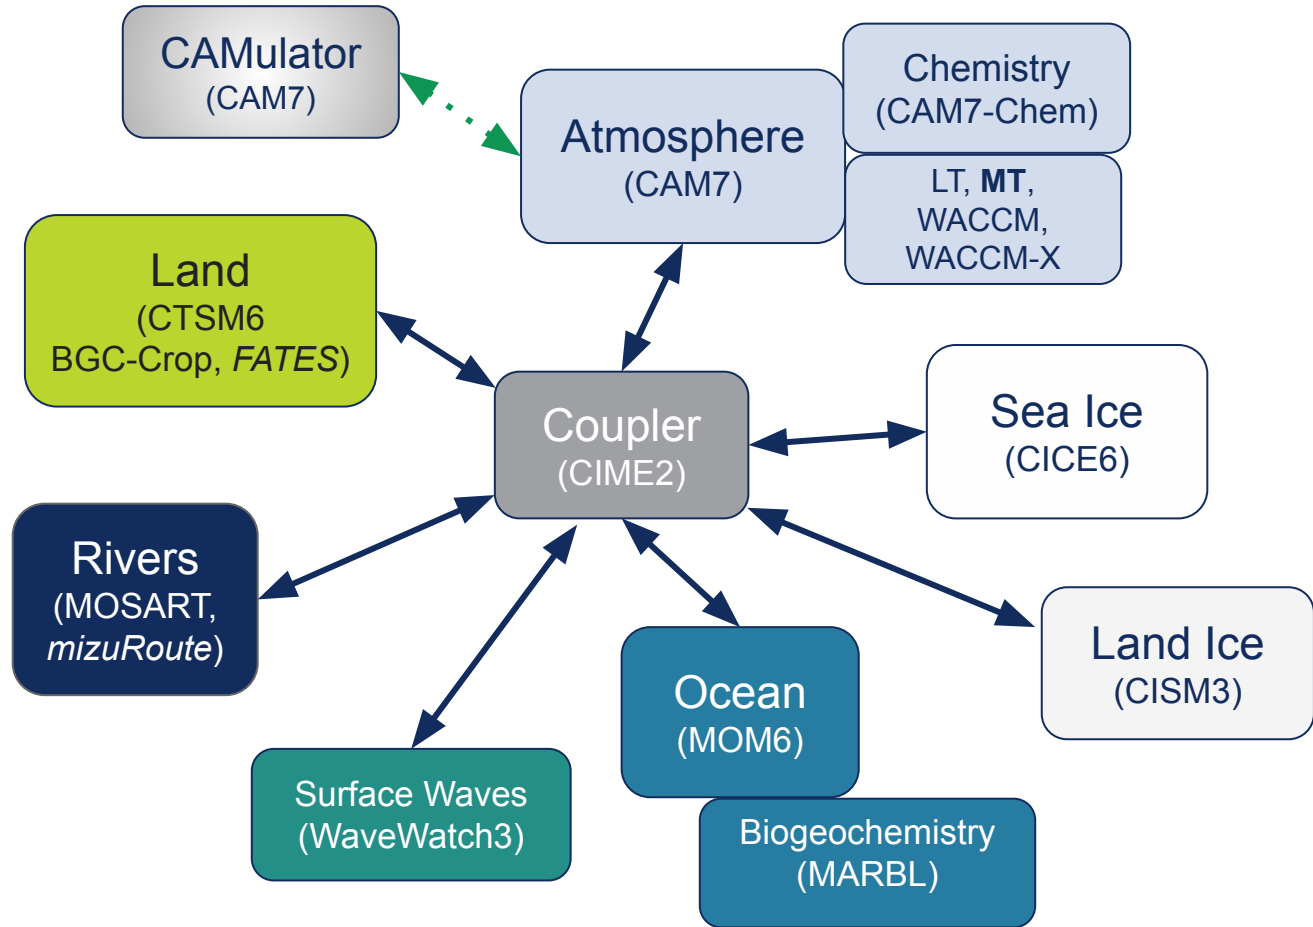 CAMulator
(CAM7)
Atmosphere
(CAM7)
Chemistry
(CAM7-Chem)
LT, MT,
WACCM,
WACCM-X
Land
(CTSM6
BGC-Crop, FATES)
Coupler
(CIME2)
Sea Ice
(CICE6)
Rivers
(MOSART,
mizuRoute)
Land Ice
(CISM3)
Ocean
(MOM6)
Surface Waves
(WaveWatch3)
Biogeochemistry
(MARBL)